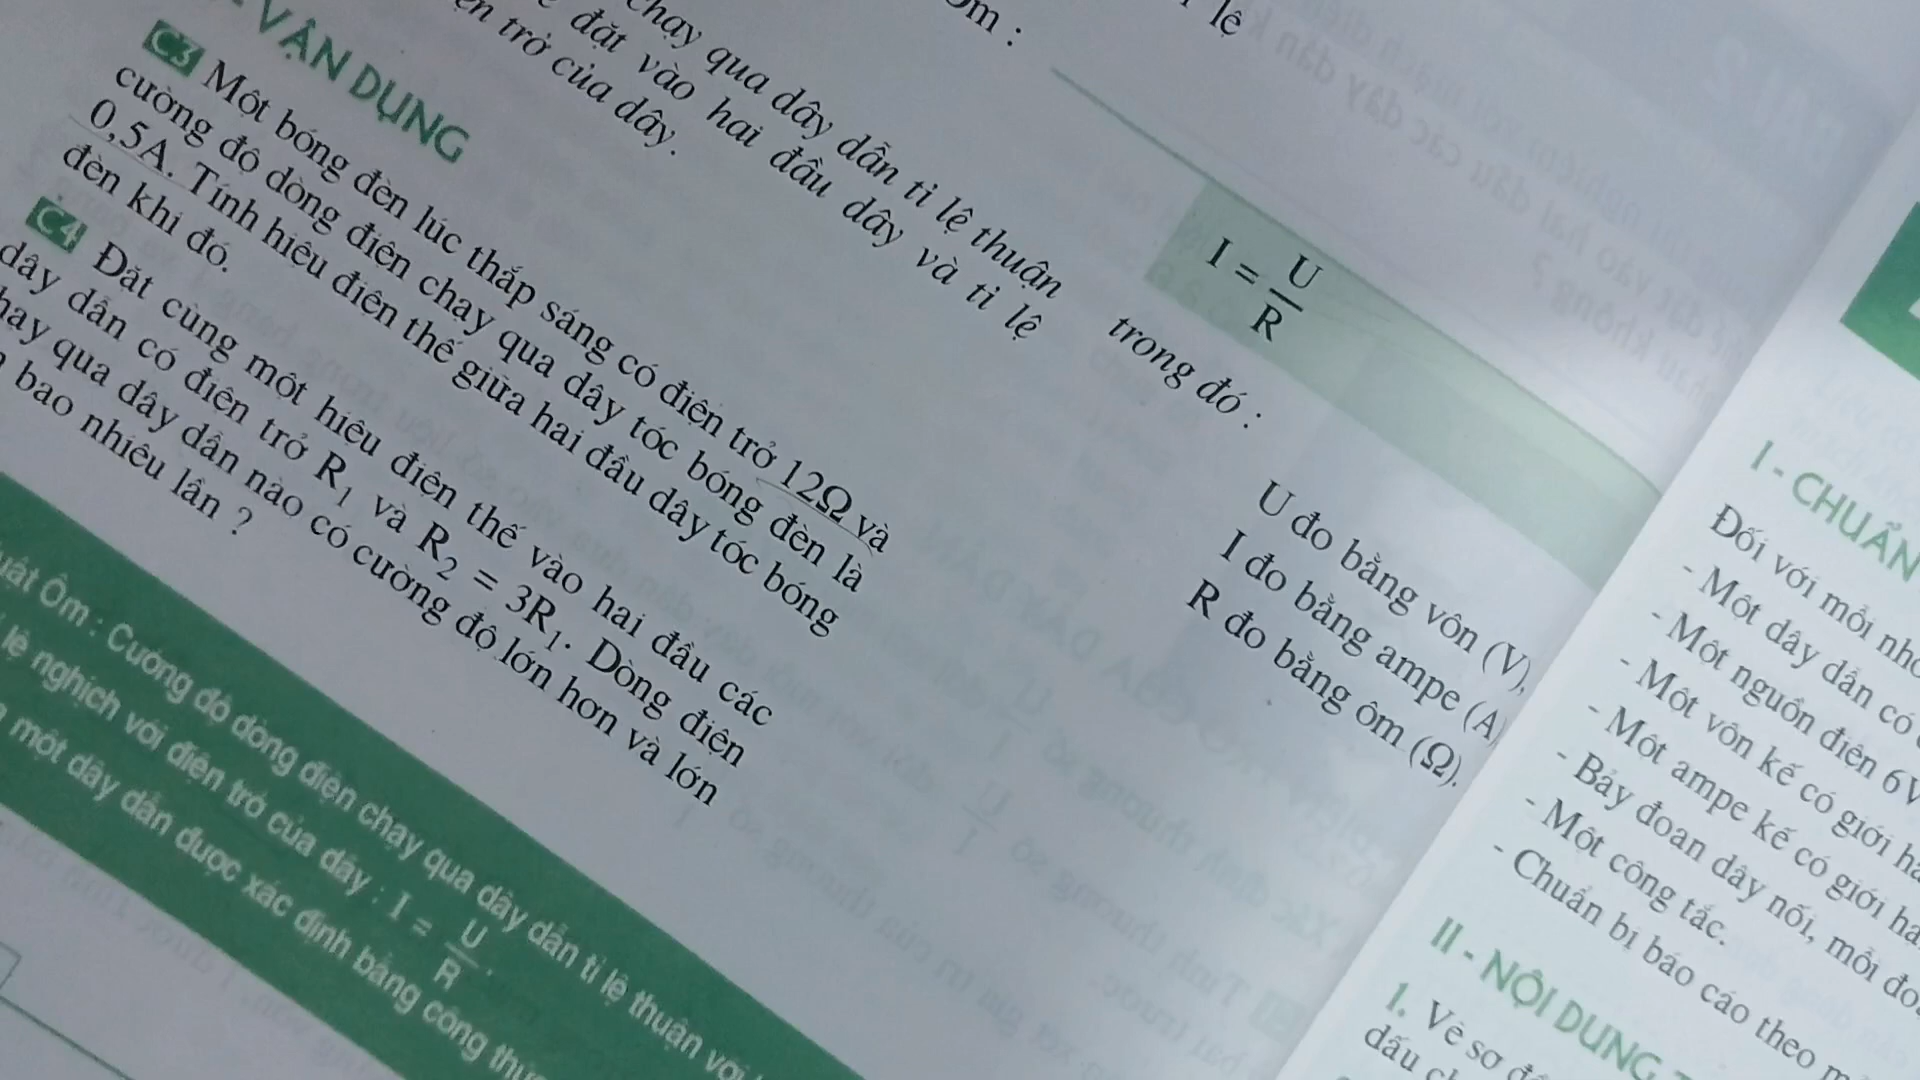 chạy qua dây dẫn tỉ lệ thuận
đặt vào hai đầu dây và tỉ lệ
trở của dây.
lệ
I = U/R
trong đó :
U đo bằng vôn (V),
I đo bằng ampe (A)
R đo bằng ôm (Ω).
VẬN DỤNG
C3 Một bóng đèn lúc thắp sáng có điện trở 12Ω và
cường độ dòng điện chạy qua dây tóc bóng đèn là
0,5A. Tính hiệu điện thế giữa hai đầu dây tóc bóng
đèn khi đó.
C4 Đặt cùng một hiệu điện thế vào hai đầu các
dây dẫn có điện trở R₁ và R₂ = 3R₁. Dòng điện
qua dây dẫn nào có cường độ lớn hơn và lớn
bao nhiêu lần ?
Ôm : Cường độ dòng điện chạy qua dây dẫn tỉ lệ thuận với
lệ nghịch với điện trở của dây : I = U/R.
một dây dẫn được xác định bằng công
I - CHUẨN
Đối với mỗi
- Một dây dẫn có
- Một nguồn điện 6V
- Một vôn kế có giới
- Một ampe kế có giới
- Bảy đoạn dây nối, mỗi
- Một công tắc.
- Chuẩn bị báo cáo theo
II - NỘI DUNG
1. Vẽ sơ
dấu